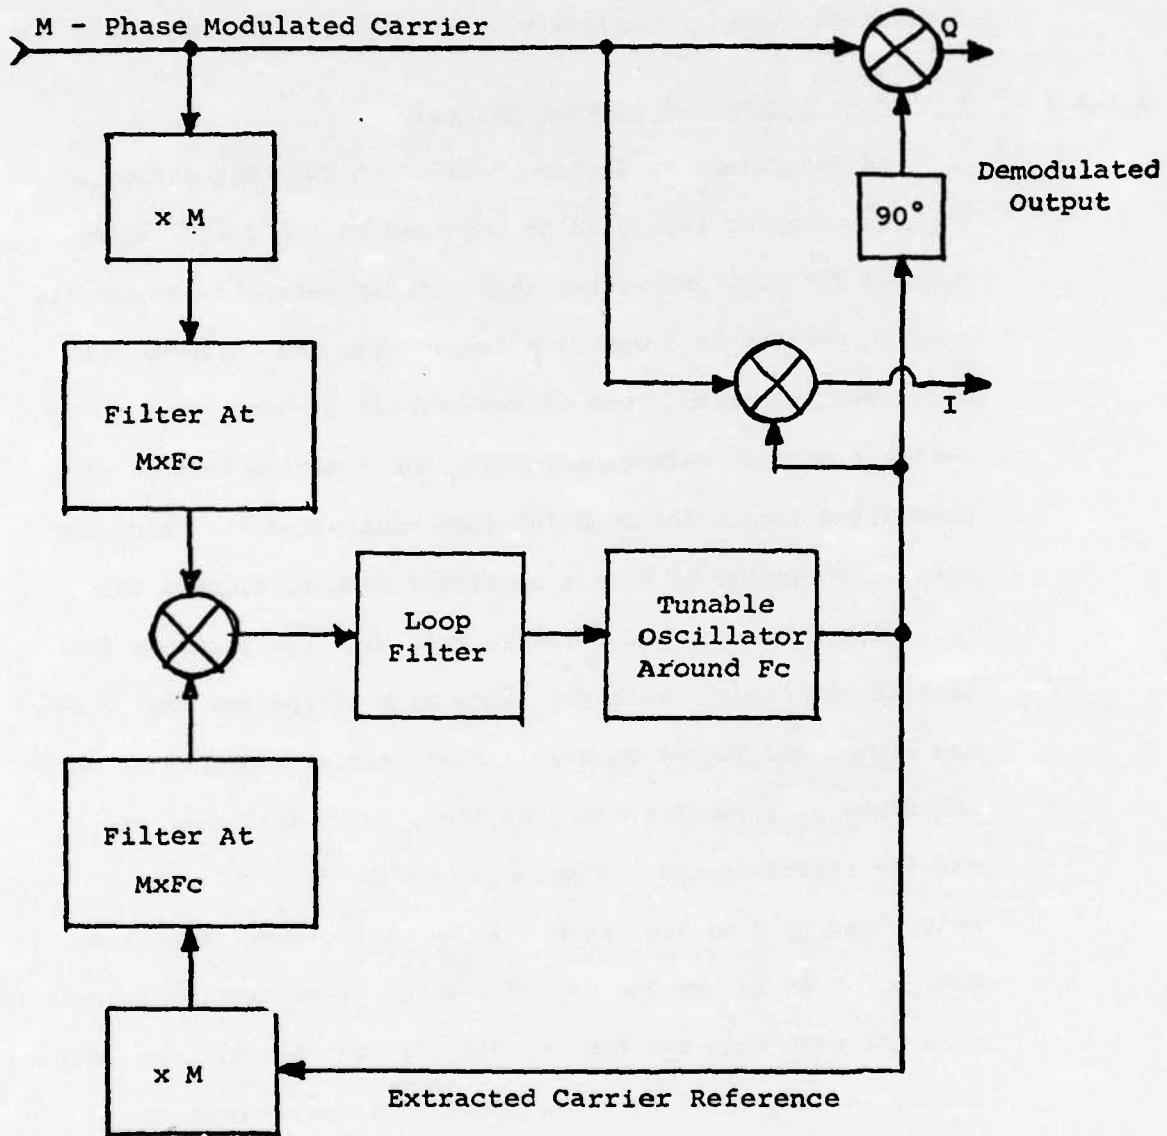 M - Phase Modulated Carrier
Q
x M
90°
Demodulated
Output
Filter At
MxFc
I
Loop
Filter
Tunable
Oscillator
Around Fc
Filter At
MxFc
x M
Extracted Carrier Reference